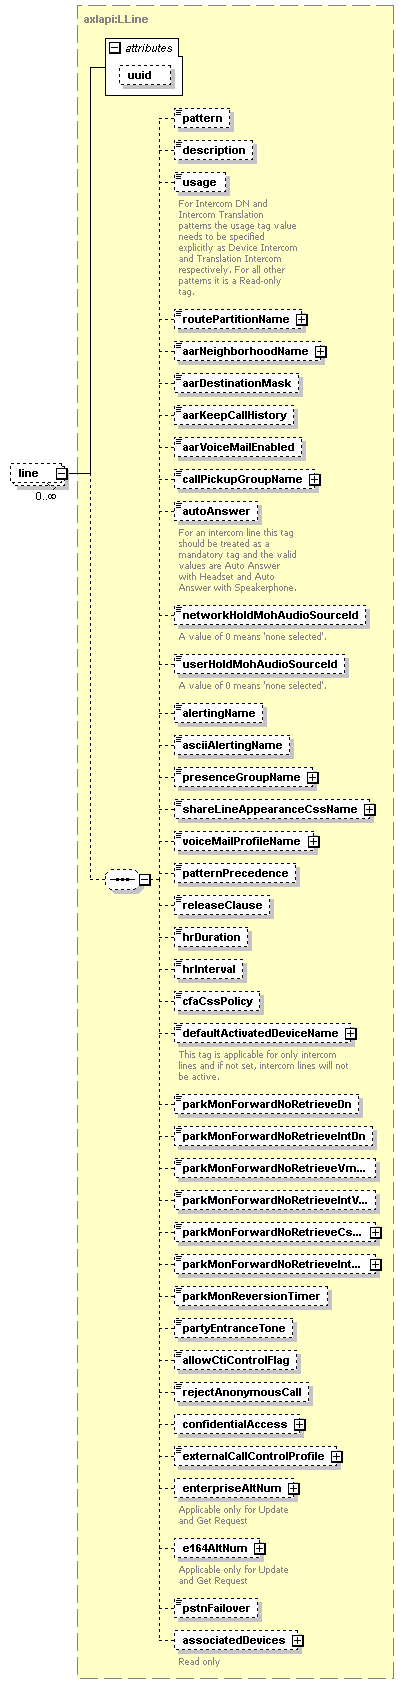 axlapi:LLine
attributes
uuid
pattern
description
usage
For Intercom DN and
Intercom Translation
patterns the usage tag value
needs to be specified
explicitly as Device Intercom
and Translation Intercom
respectively. For all other
patterns it is a Read-only
tag.
routePartitionName
aarNeighborhoodName
aarDestinationMask
aarKeepCallHistory
aarVoiceMailEnabled
line
0..∞
callPickupGroupName
autoAnswer
For an intercom line this tag
should be treated as a
mandatory tag and the valid
values are Auto Answer
with Headset and Auto
Answer with Speakerphone.
networkHoldMohAudioSourceId
A value of 0 means 'none selected'.
userHoldMohAudioSourceId
A value of 0 means 'none selected'.
alertingName
asciiAlertingName
presenceGroupName
shareLineAppearanceCssName
voiceMailProfileName
patternPrecedence
releaseClause
hrDuration
hrInterval
cfaCssPolicy
defaultActivatedDeviceName
This tag is applicable for only intercom
lines and if not set, intercom lines will not
be active.
parkMonForwardNoRetrieveDn
parkMonForwardNoRetrieveIntDn
parkMonForwardNoRetrieveVm...
parkMonForwardNoRetrieveIntV...
parkMonForwardNoRetrieveCs...
parkMonForwardNoRetrieveInt...
parkMonReversionTimer
partyEntranceTone
allowCtiControlFlag
rejectAnonymousCall
confidentialAccess
externalCallControlProfile
enterpriseAltNum
Applicable only for Update
and Get Request
e164AltNum
Applicable only for Update
and Get Request
pstnFailover
associatedDevices
Read only